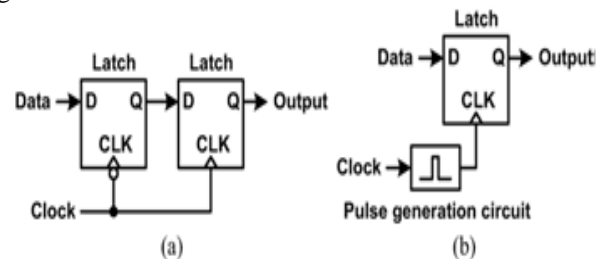 Latch Latch
Data D Q D Q Output
CLK CLK
Clock
(a)
Latch
Data D Q Output
CLK
Clock
Pulse generation circuit
(b)